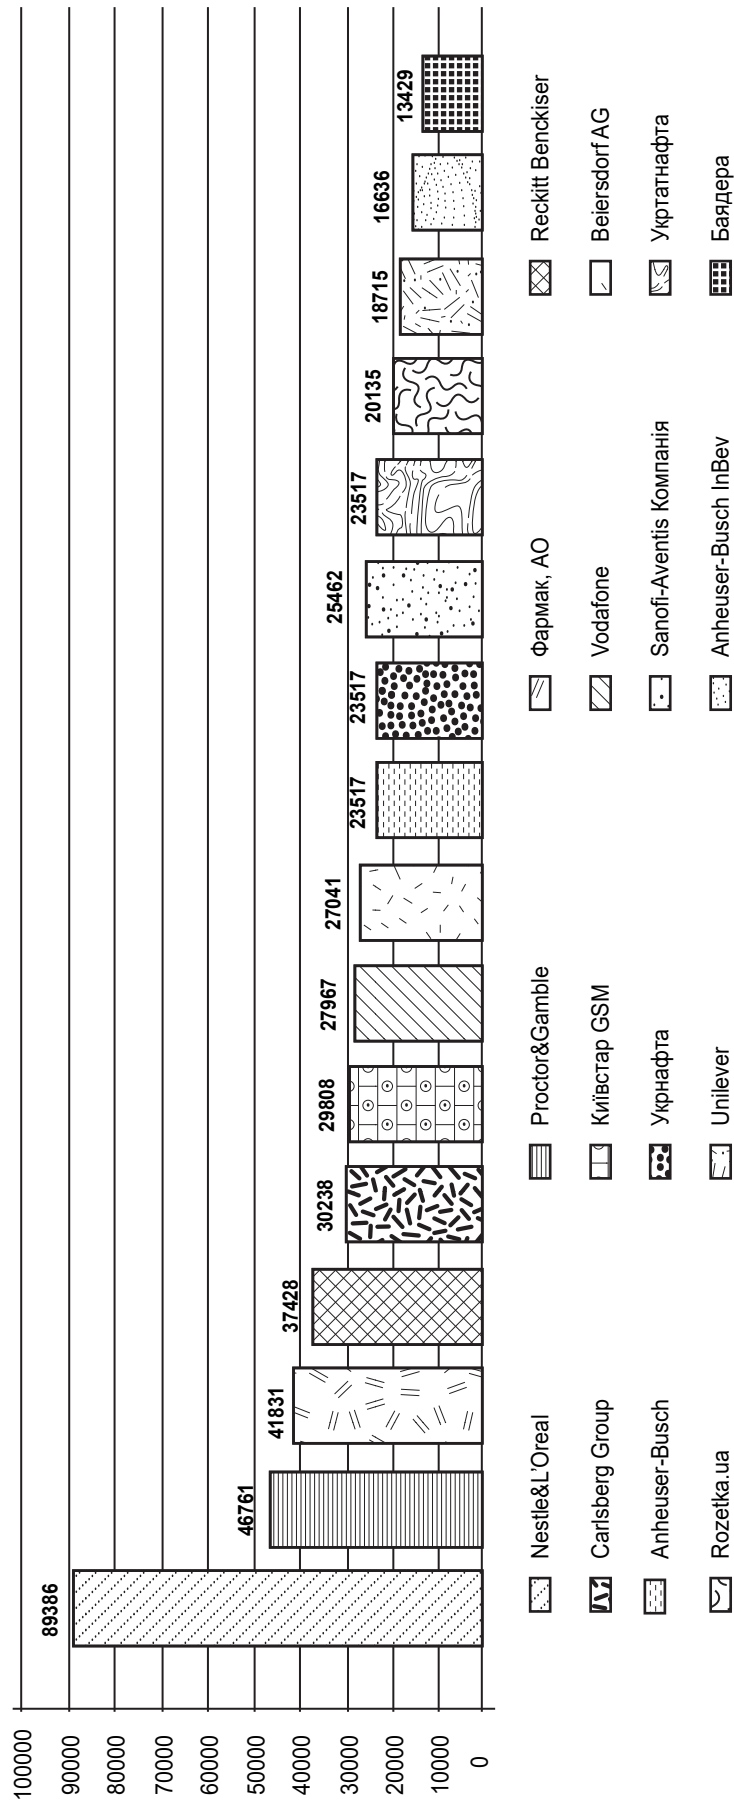 100000
90000
80000
70000
60000
50000
40000
30000
20000
10000
0
89386
46761
41831
37428
30238
29808
27967
27041
23517
23517
25462
23517
20135
18715
16636
13429
Nestle&L'Oreal
Proctor&Gamble
Фармак, АО
Reckitt Benckiser
Carlsberg Group
Київстар GSM
Vodafone
Beiersdorf AG
Anheuser-Busch
Укрнафта
Sanofi-Aventis Компанія
Укртатнафта
Rozetka.ua
Unilever
Anheuser-Busch InBev
Баядера